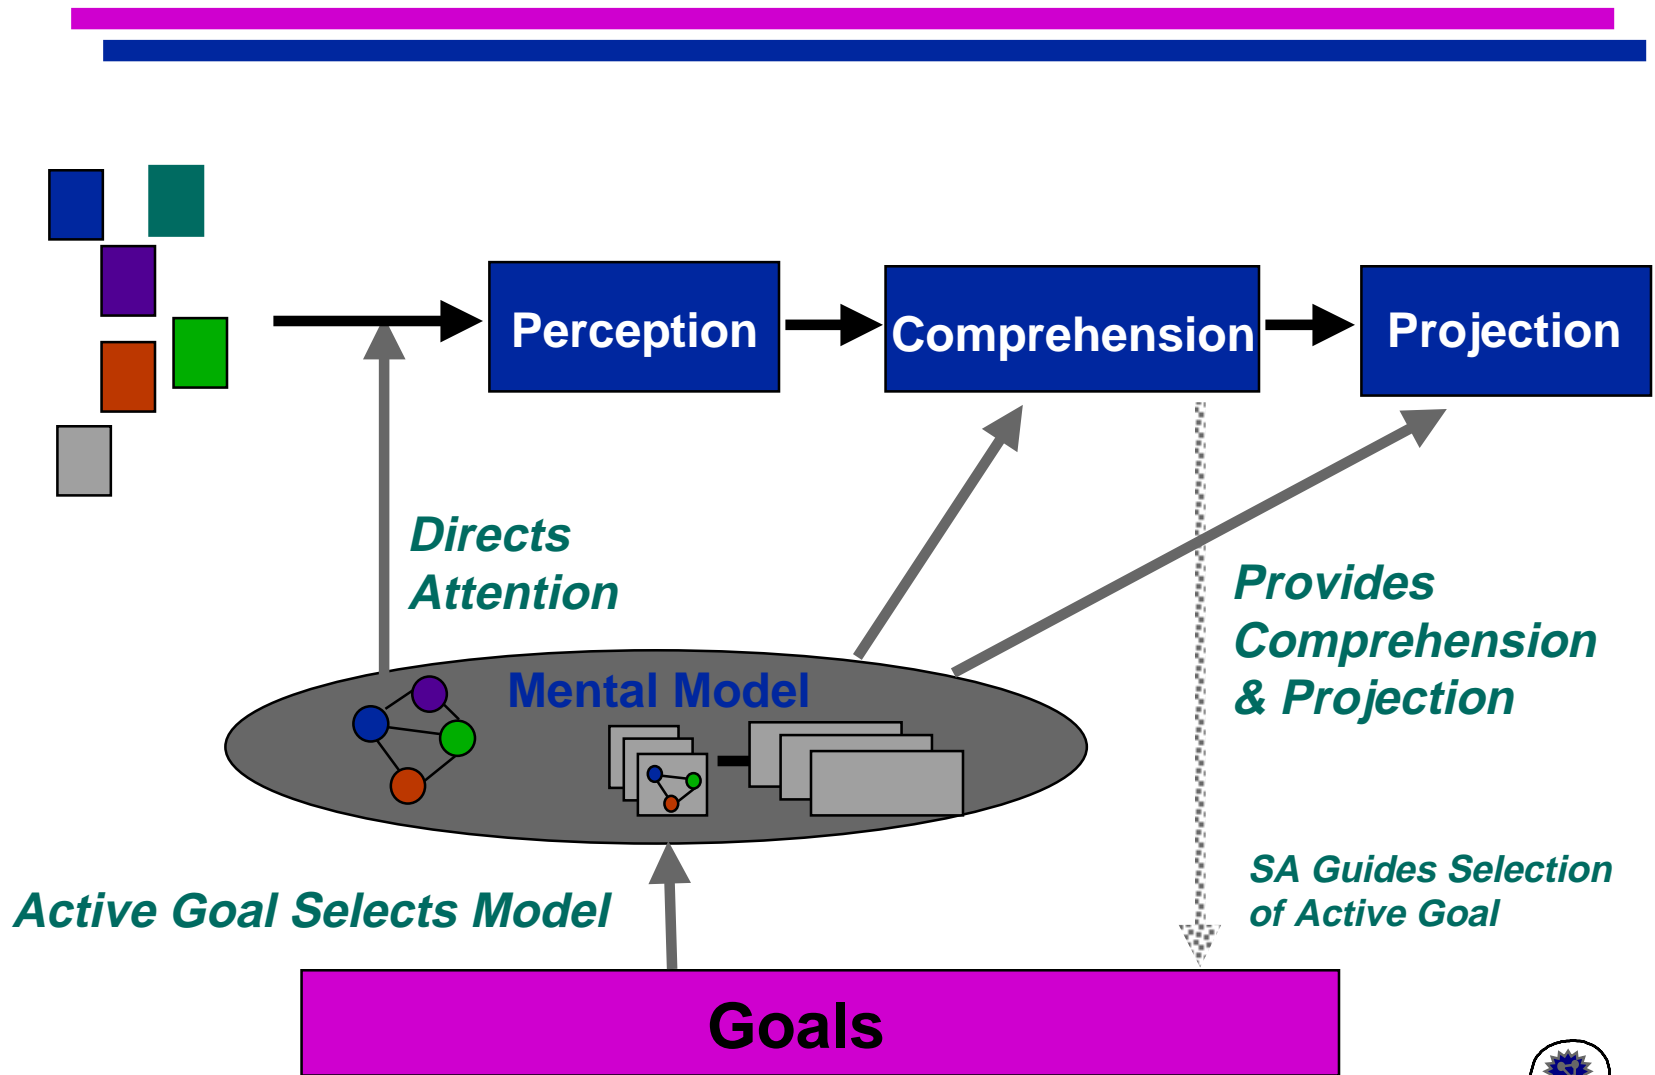 Perception
Comprehension
Projection
Directs
Attention
Provides
Comprehension
& Projection
Mental Model
SA Guides Selection
of Active Goal
Active Goal Selects Model
Goals